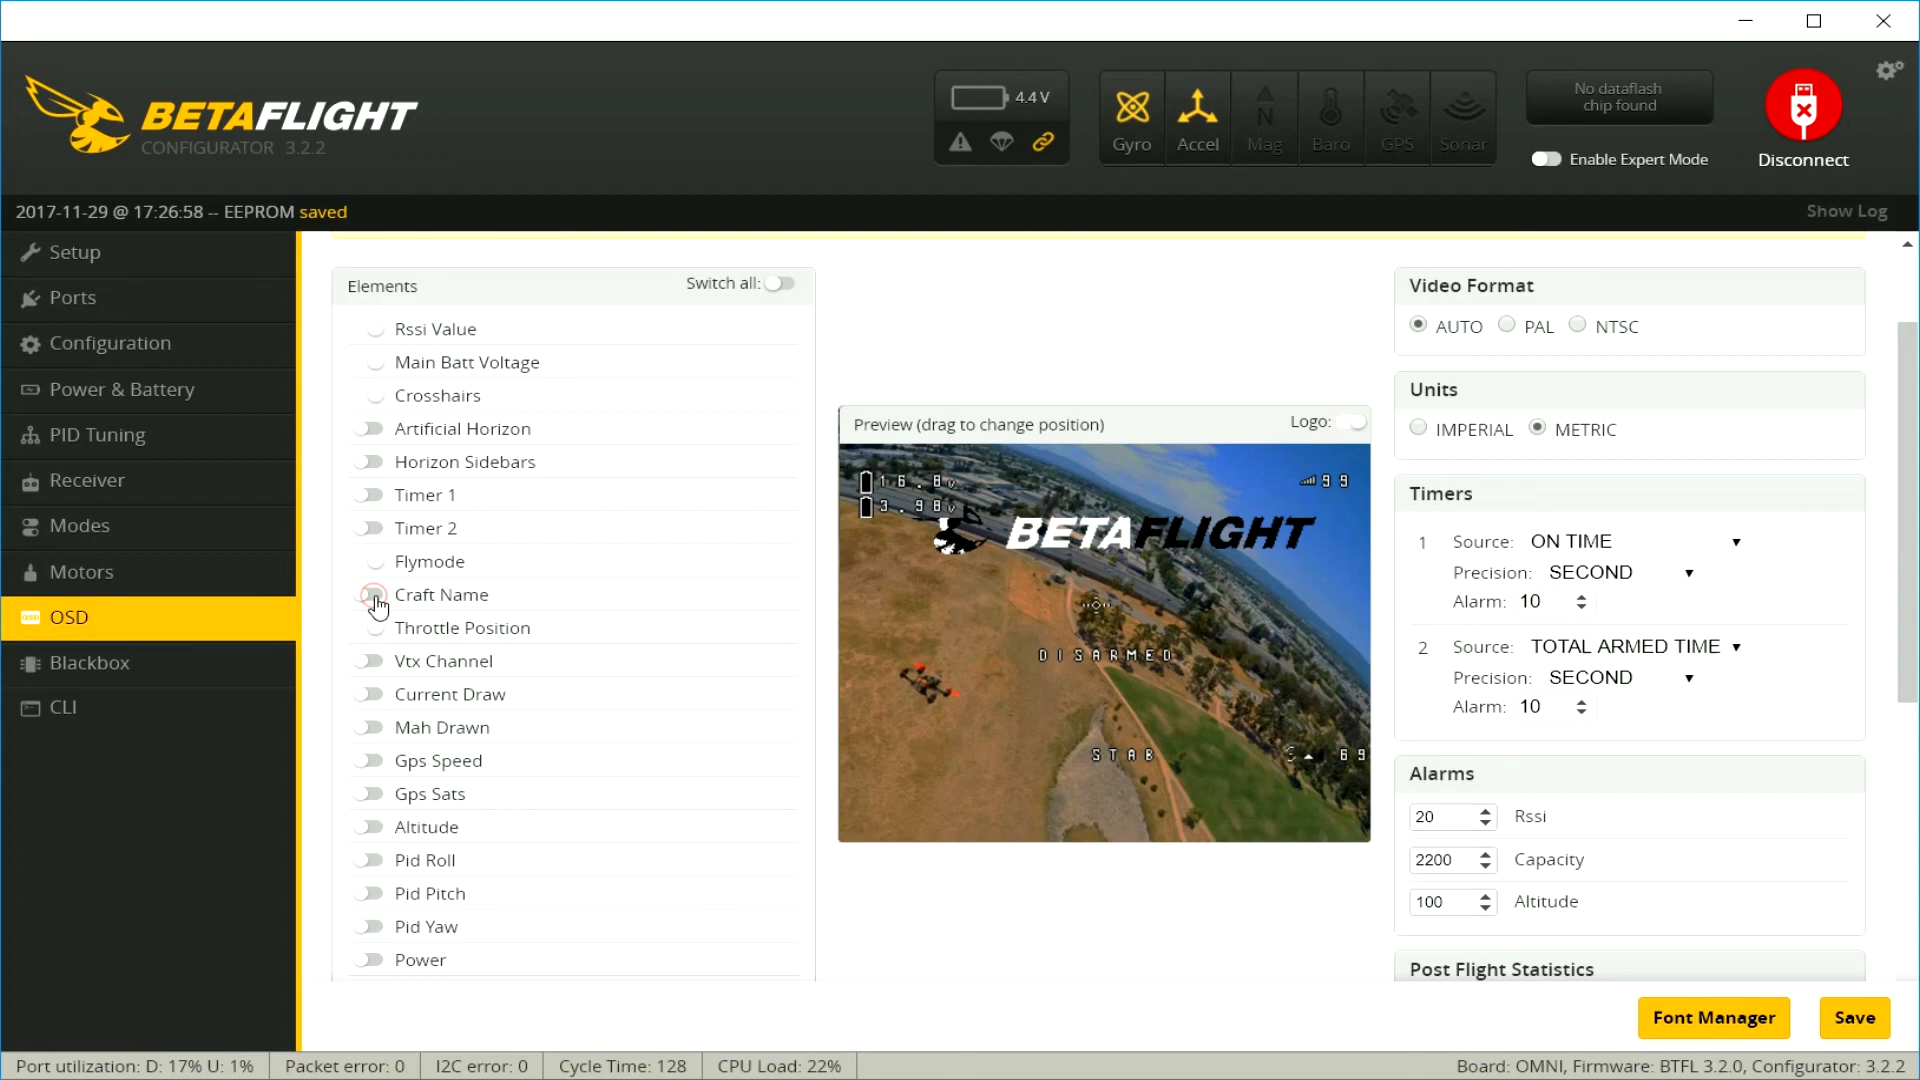 4.4 V
No dataflash
chip found
BETAFLIGHT
CONFIGURATOR 3.2.2
Gyro Accel Mag Baro GPS Sonar
Enable Expert Mode
Disconnect
2017-11-29 @ 17:26:58 -- EEPROM saved
Show Log
Setup
Ports
Configuration
Power & Battery
PID Tuning
Receiver
Modes
Motors
OSD
Blackbox
CLI
Elements
Switch all:
Rssi Value
Main Batt Voltage
Crosshairs
Artificial Horizon
Horizon Sidebars
Timer 1
Timer 2
Flymode
Craft Name
Throttle Position
Vtx Channel
Current Draw
Mah Drawn
Gps Speed
Gps Sats
Altitude
Pid Roll
Pid Pitch
Pid Yaw
Power
Preview (drag to change position)
Logo:
16.8v
99
3.98v
BETAFLIGHT
DISARMED
STAB
69
Video Format
AUTO PAL NTSC
Units
IMPERIAL METRIC
Timers
1 Source: ON TIME
Precision: SECOND
Alarm: 10
2 Source: TOTAL ARMED TIME
Precision: SECOND
Alarm: 10
Alarms
20 Rssi
2200 Capacity
100 Altitude
Post Flight Statistics
Font Manager
Save
Port utilization: D: 17% U: 1%
Packet error: 0
I2C error: 0
Cycle Time: 128
CPU Load: 22%
Board: OMNI, Firmware: BTFL 3.2.0, Configurator: 3.2.2